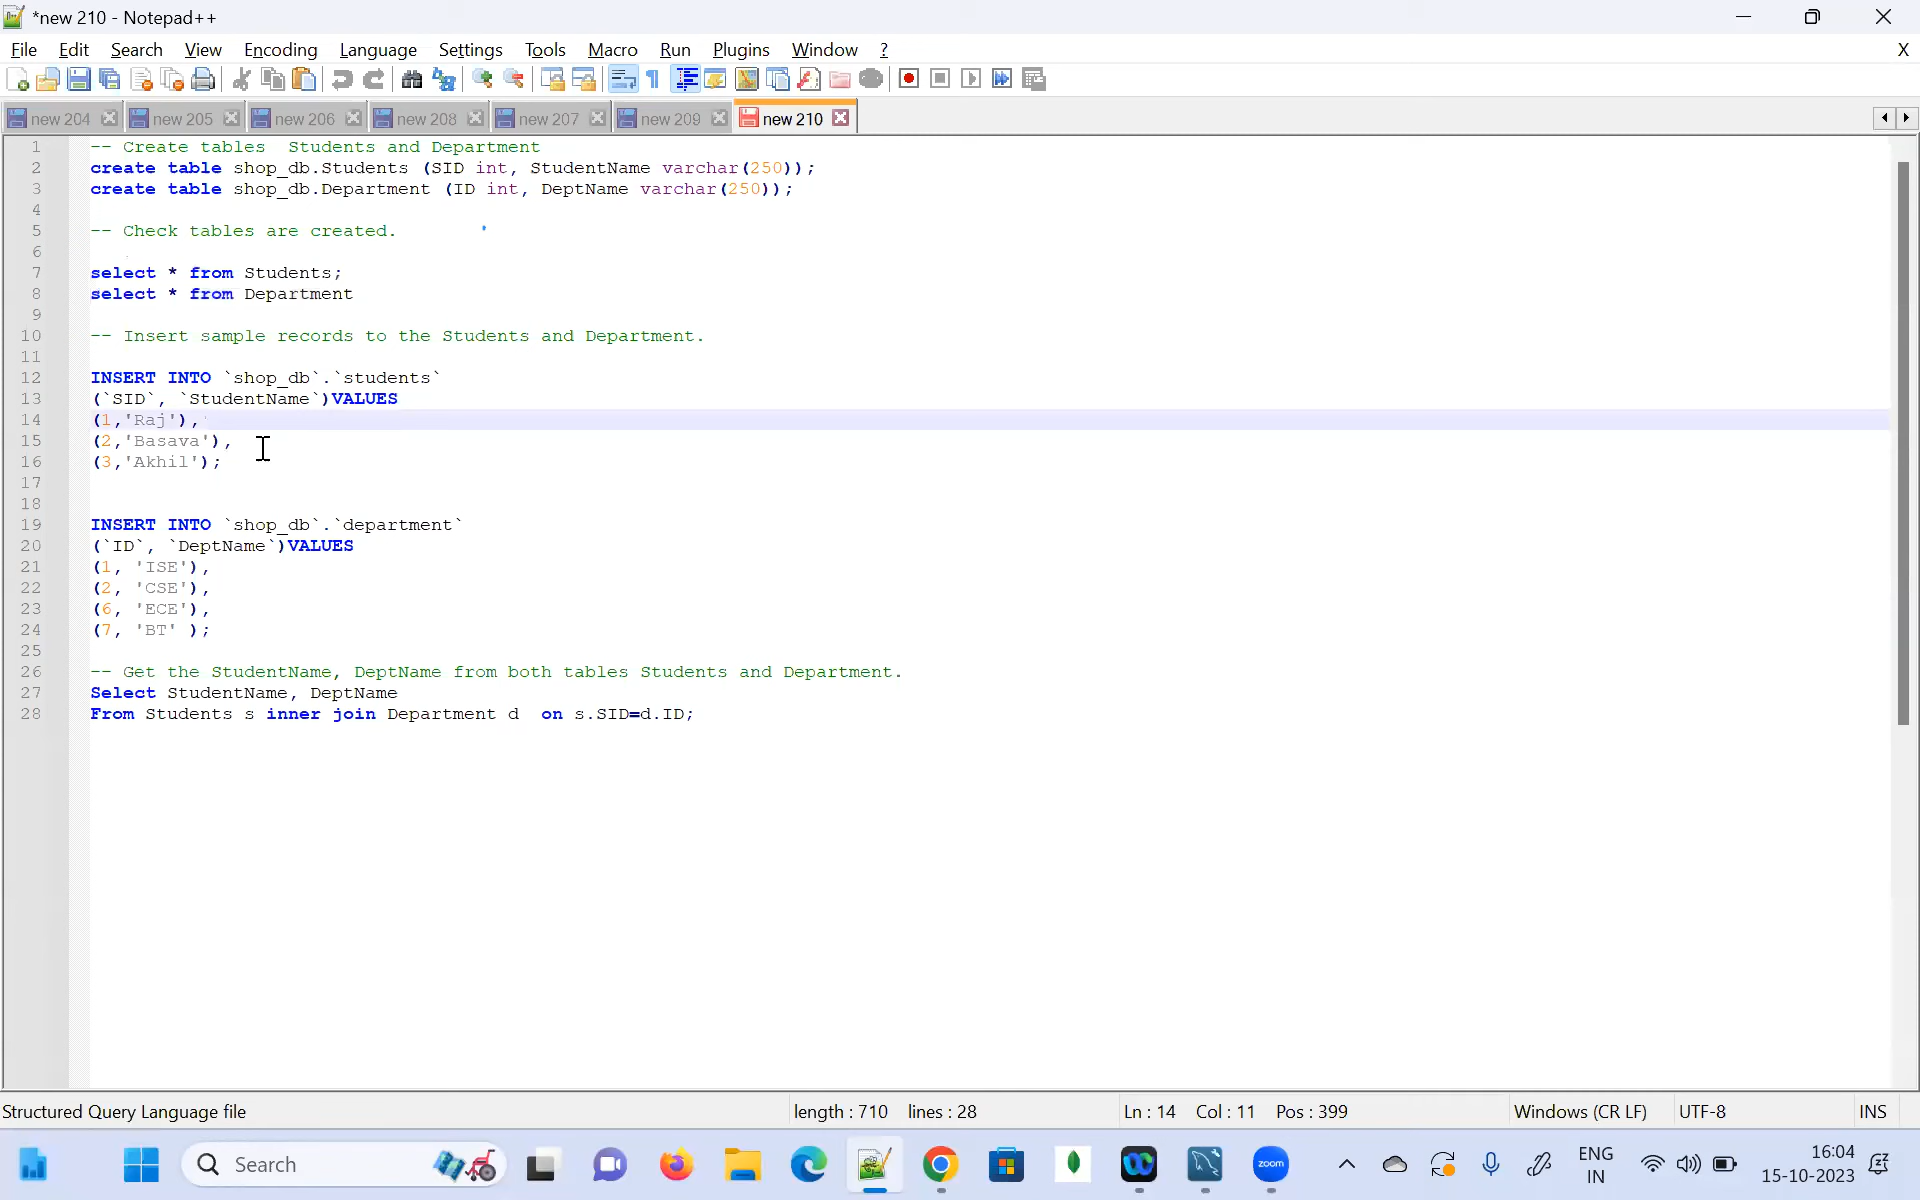 *new 210 - Notepad++
File Edit Search View Encoding Language Settings Tools Macro Run Plugins Window ? X
new 204 new 205 new 206 new 208 new 207 new 209 new 210
1 -- Create tables  Students and Department
2 create table shop_db.Students (SID int, StudentName varchar(250));
3 create table shop_db.Department (ID int, DeptName varchar(250));
4
5 -- Check tables are created.
6
7 select * from Students;
8 select * from Department
9
10 -- Insert sample records to the Students and Department.
11
12 INSERT INTO `shop_db`.`students`
13 (`SID`, `StudentName`)VALUES
14 (1,'Raj'),
15 (2,'Basava'),
16 (3,'Akhil');
17
18
19 INSERT INTO `shop_db`.`department`
20 (`ID`, `DeptName`)VALUES
21 (1, 'ISE'),
22 (2, 'CSE'),
23 (6, 'ECE'),
24 (7, 'BT' );
25
26 -- Get the StudentName, DeptName from both tables Students and Department.
27 Select StudentName, DeptName
28 From Students s inner join Department d  on s.SID=d.ID;
Structured Query Language file length : 710 lines : 28 Ln : 14 Col : 11 Pos : 399 Windows (CR LF) UTF-8 INS
Search zoom ENG 16:04
IN 15-10-2023